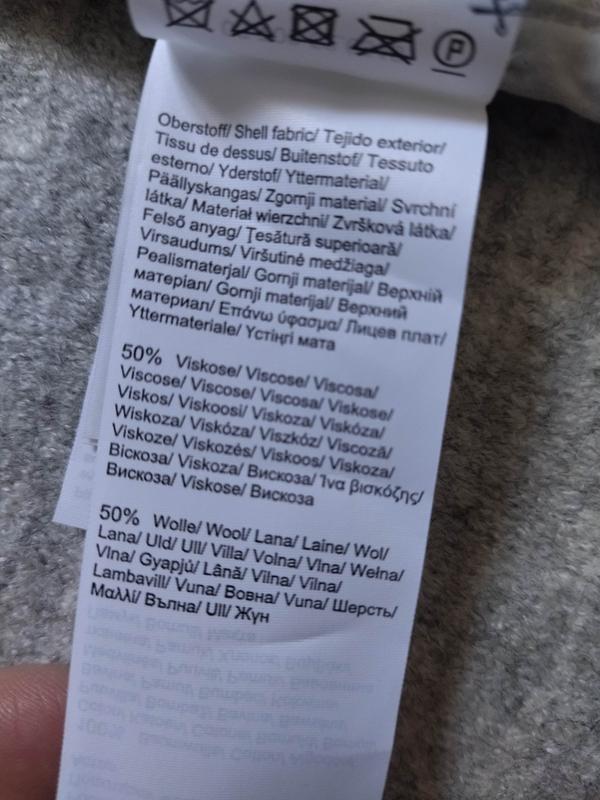 P
Oberstoff/ Shell fabric/ Tejido exterior/
Tissu de dessus/ Buitenstof/ Tessuto
esterno/ Yderstof/ Yttermaterial/
Päällyskangas/ Zgornji material/ Svrchní
látka/ Materiał wierzchni/ Zvršková látka/
Felső anyag/ Țesătură superioară/
Virsaudums/ Viršutinė medžiaga/
Pealismaterjal/ Gornji materijal/ Верхній
матеріал/ Gornji materijal/ Верхний
материал/ Επάνω ύφασμα/ Лицев плат/
Yttermateriale/ Үстіңгі мата
50% Viskose/ Viscose/ Viscosa/
Viscose/ Viscose/ Viscosa/ Viskose/
Viskos/ Viskoosi/ Viskoza/ Viskóza/
Wiskoza/ Viskóza/ Viszkóz/ Viscoză/
Viskoze/ Viskozės/ Viskoos/ Viskoza/
Віскоза/ Viskoza/ Вискоза/ Ίνα βισκόζης/
Вискоза/ Viskose/ Вискоза
50% Wolle/ Wool/ Lana/ Laine/ Wol/
Lana/ Uld/ Ull/ Villa/ Volna/ Vlna/ Wełna/
Vlna/ Gyapjú/ Lână/ Vilna/ Vilna/
Lambavill/ Vuna/ Вовна/ Vuna/ Шерсть/
Μαλλί/ Вълна/ Ull/ Жүн